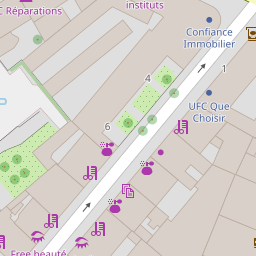 instituts
C Réparations
Confiance
Immobilier
4
1
UFC Que
Choisir
6
Free beauté